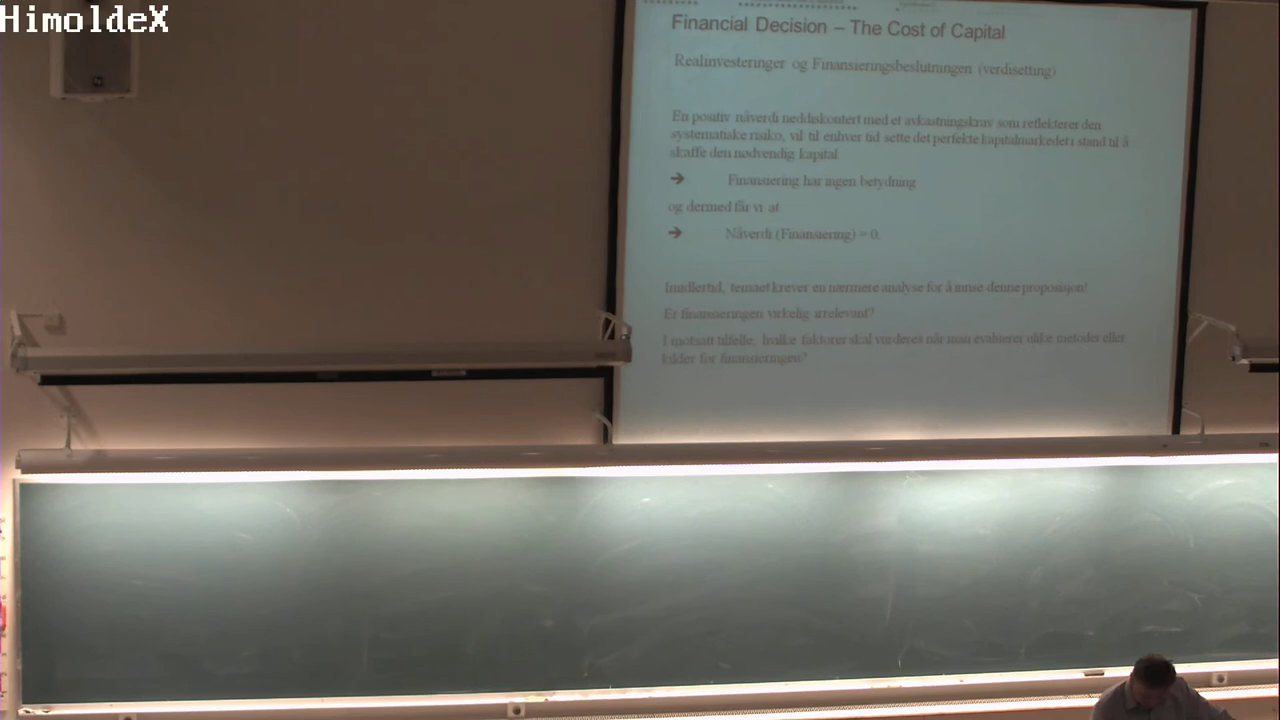 HimoldeX
Financial Decision – The Cost of Capital
Realinvesteringer og Finansieringsbeslutningen (verdisetting)
En positiv nåverdi neddiskontert med et avkastningskrav som reflekterer den
systematiske risiko, vil til enhver tid sette det perfekte kapitalmarkedet i stand til å
skaffe den nødvendig kapital
➔ Finansiering har ingen betydning
og dermed får vi at
➔ Nåverdi (Finansiering) = 0.
Imidlertid, temaet krever en nærmere analyse for å innse denne proposisjon!
Er finansieringen virkelig irrelevant?
I motsatt tilfelle, hvilke faktorer skal vurderes når man evaluerer ulike metoder eller
kilder for finansieringen?